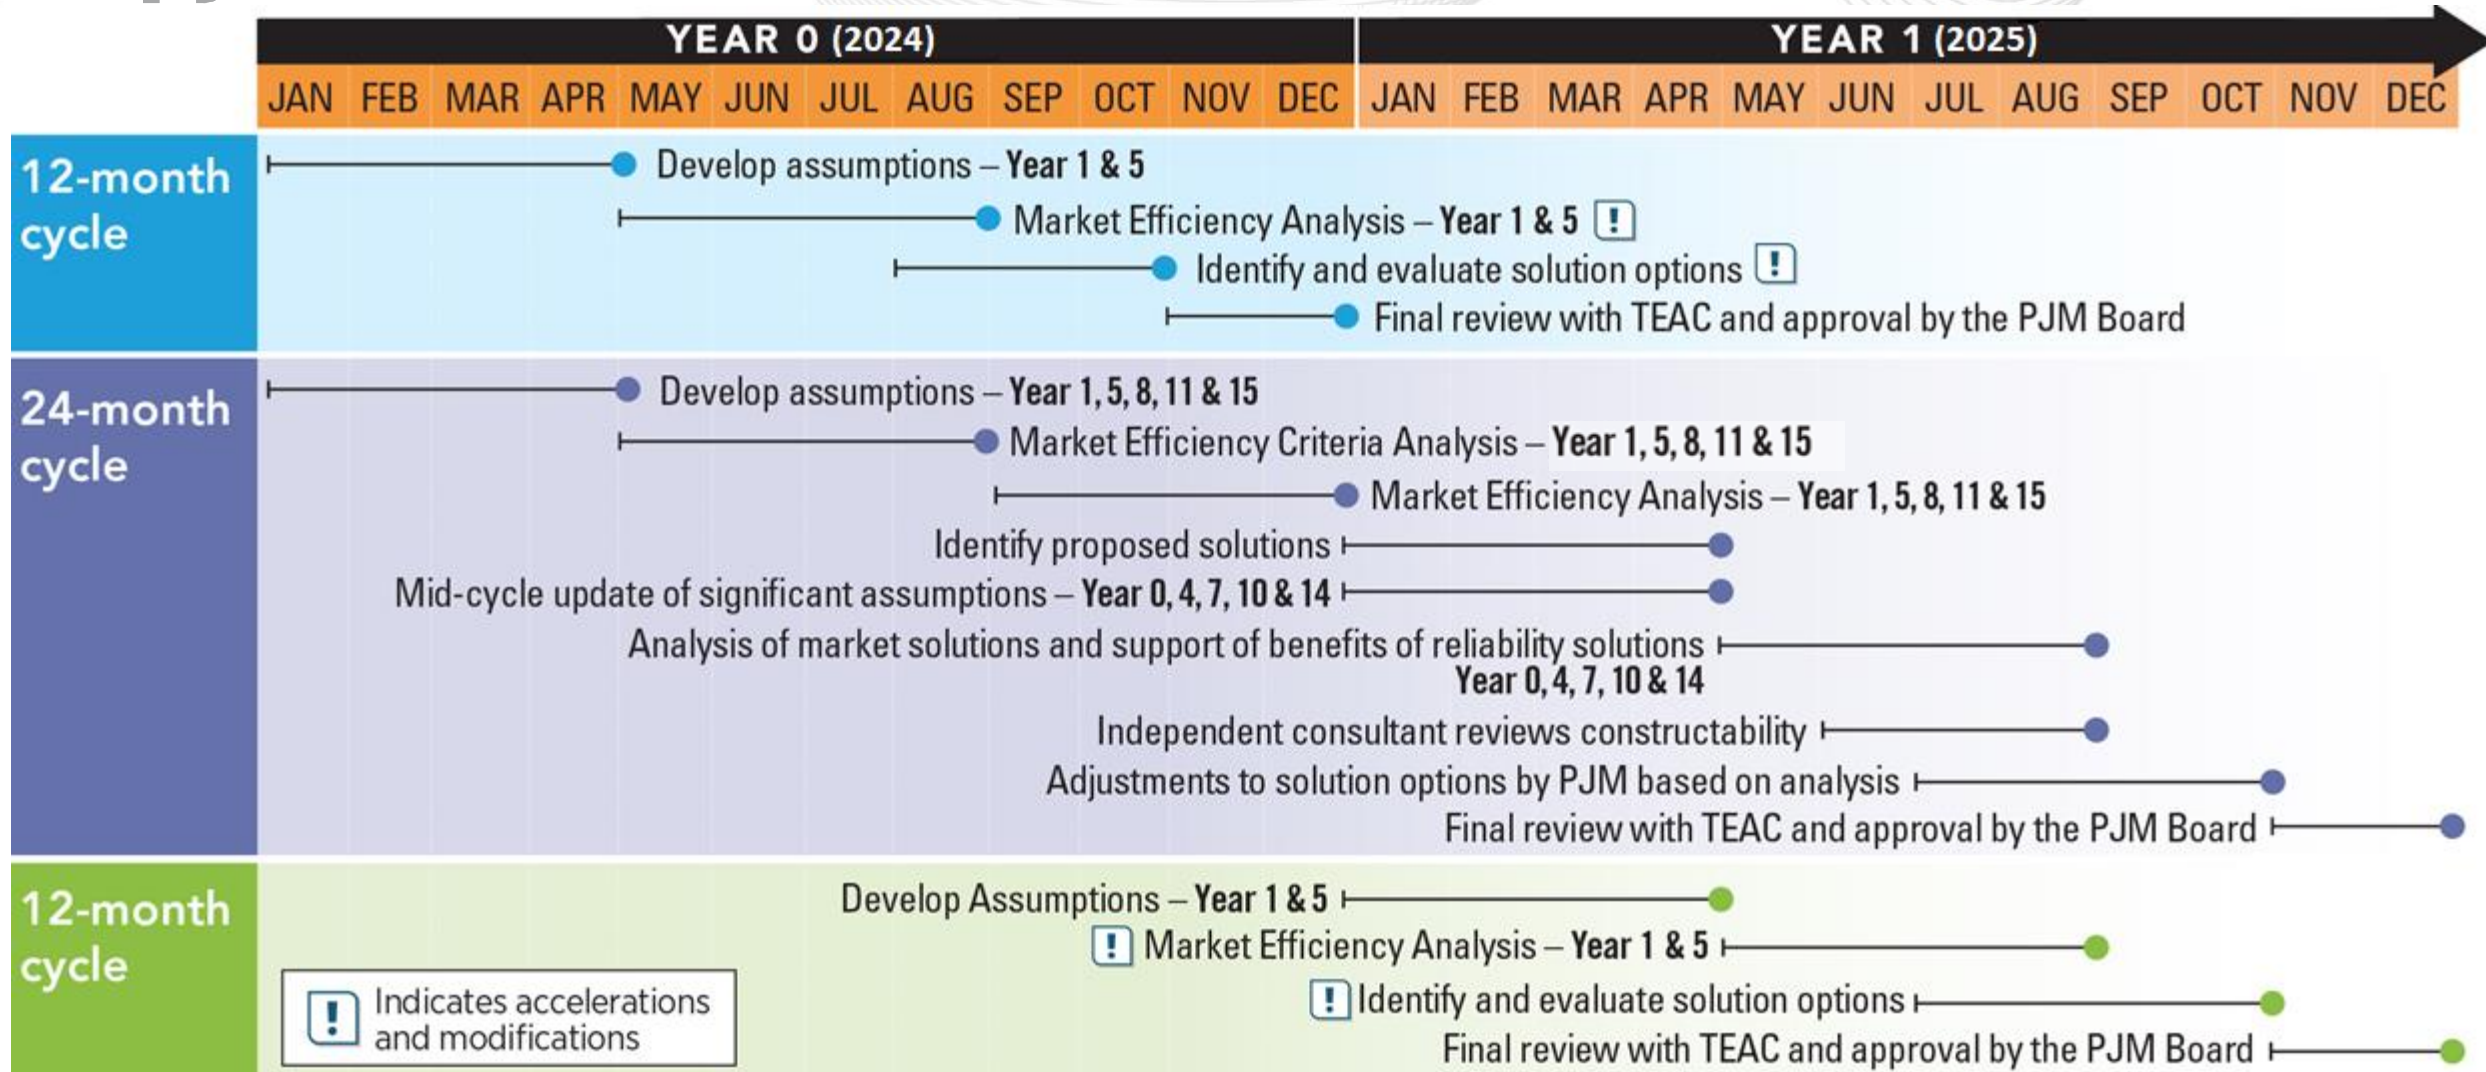 YEAR 0 (2024) YEAR 1 (2025)
JAN FEB MAR APR MAY JUN JUL AUG SEP OCT NOV DEC JAN FEB MAR APR MAY JUN JUL AUG SEP OCT NOV DEC
12-month
cycle
Develop assumptions – Year 1 & 5
Market Efficiency Analysis – Year 1 & 5 !
Identify and evaluate solution options !
Final review with TEAC and approval by the PJM Board
24-month
cycle
Develop assumptions – Year 1, 5, 8, 11 & 15
Market Efficiency Criteria Analysis – Year 1, 5, 8, 11 & 15
Market Efficiency Analysis – Year 1, 5, 8, 11 & 15
Identify proposed solutions
Mid-cycle update of significant assumptions – Year 0, 4, 7, 10 & 14
Analysis of market solutions and support of benefits of reliability solutions
Year 0, 4, 7, 10 & 14
Independent consultant reviews constructability
Adjustments to solution options by PJM based on analysis
Final review with TEAC and approval by the PJM Board
12-month
cycle
Develop Assumptions – Year 1 & 5
! Market Efficiency Analysis – Year 1 & 5
! Identify and evaluate solution options
Final review with TEAC and approval by the PJM Board
! Indicates accelerations
and modifications